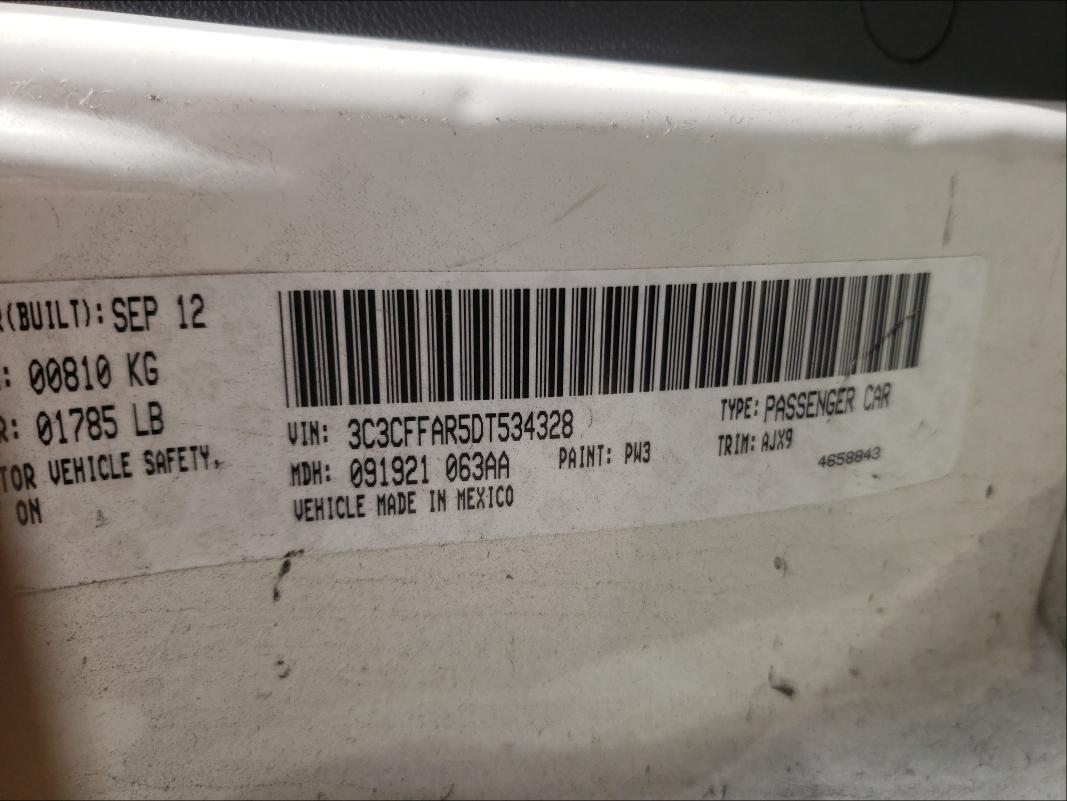 (BUILT): SEP 12
: 00810 KG
R: 01785 LB
TOR VEHICLE SAFETY,
ON
VIN: 3C3CFFAR5DT534328
TYPE: PASSENGER CAR
MDH: 091921 063AA
PAINT: PW3
TRIM: AJX9
VEHICLE MADE IN MEXICO
4658843